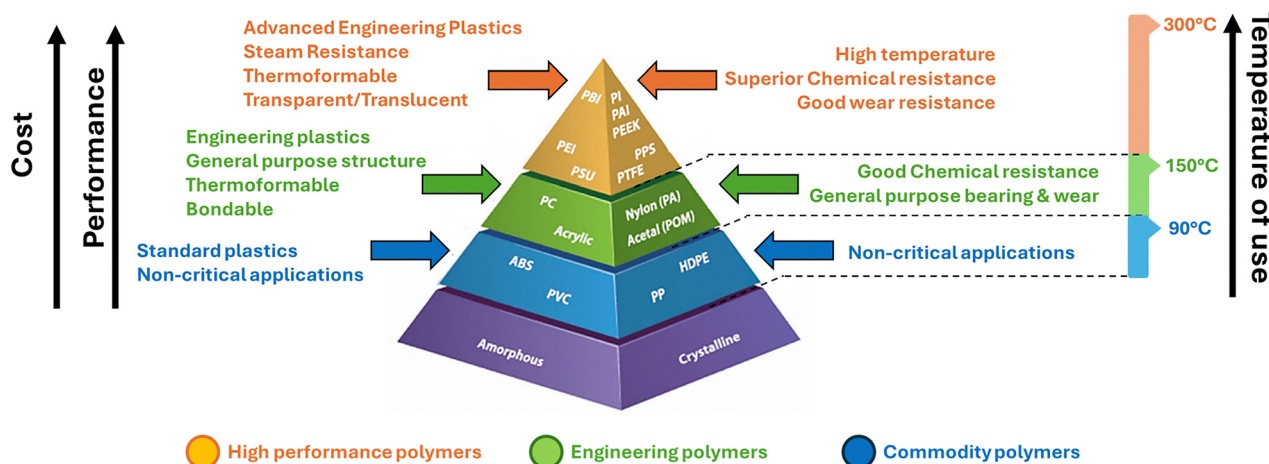 Cost
Performance
Advanced Engineering Plastics
Steam Resistance
Thermoformable
Transparent/Translucent
Engineering plastics
General purpose structure
Thermoformable
Bondable
Standard plastics
Non-critical applications
PBI
PI
PAI
PEEK
PEI
PPS
PSU
PTFE
PC
Nylon (PA)
Acrylic
Acetal (POM)
ABS
HDPE
PVC
PP
Amorphous
Crystalline
High temperature
Superior Chemical resistance
Good wear resistance
Good Chemical resistance
General purpose bearing & wear
Non-critical applications
300°C
150°C
90°C
Temperature of use
High performance polymers
Engineering polymers
Commodity polymers